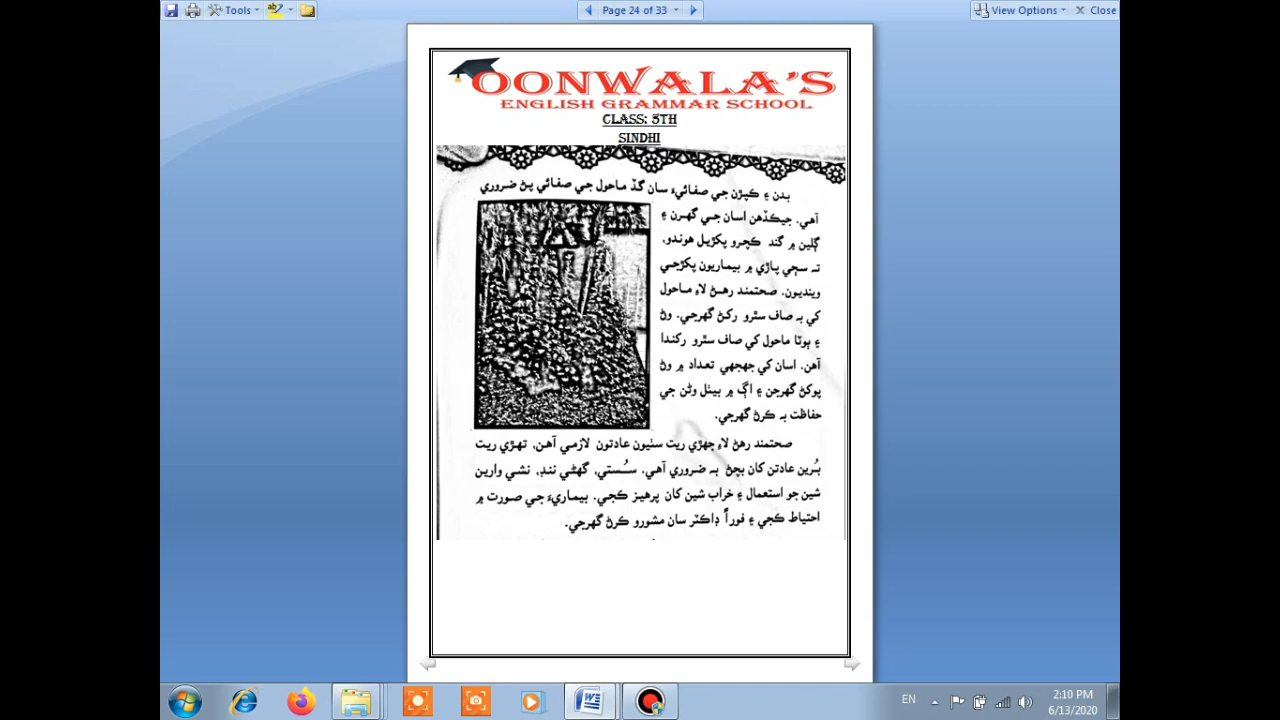 Tools
Page 24 of 33
View Options
Close
OONWALA'S
ENGLISH GRAMMAR SCHOOL
CLASS: 5TH
SINDHI
بدن ۽ ڪپڙن جي صفائيءَ سان گڏ ماحول جي صفائي پڻ ضروري
آهي. جيڪڏهن اسان جي گهرن ۽
ڳلين ۾ گند ڪچرو پکڙيل هوندو،
تہ سڄي پاڙي ۾ بيماريون پکڙجي
وينديون. صحتمند رهڻ لاءِ ماحول
کي بہ صاف سٿرو رکڻ گهرجي. وڻ
۽ ٻوٽا ماحول کي صاف سٿرو رکندا
آهن. اسان کي جهجهي تعداد ۾ وڻ
پوکڻ گهرجن ۽ اڳ ۾ بيٺل وڻن جي
حفاظت بہ ڪرڻ گهرجي.
صحتمند رهڻ لاءِ جهڙي ريت سٺيون عادتون لازمي آهن، تهڙي ريت
بُرين عادتن کان بچڻ بہ ضروري آهي. سُستي، گهڻي ننڊ، نشي وارين
شين جو استعمال ۽ خراب شين کان پرهيز ڪجي. بيماريءَ جي صورت ۾
احتياط ڪجي ۽ فوراً ڊاڪٽر سان مشورو ڪرڻ گهرجي.
EN
2:10 PM
6/13/2020